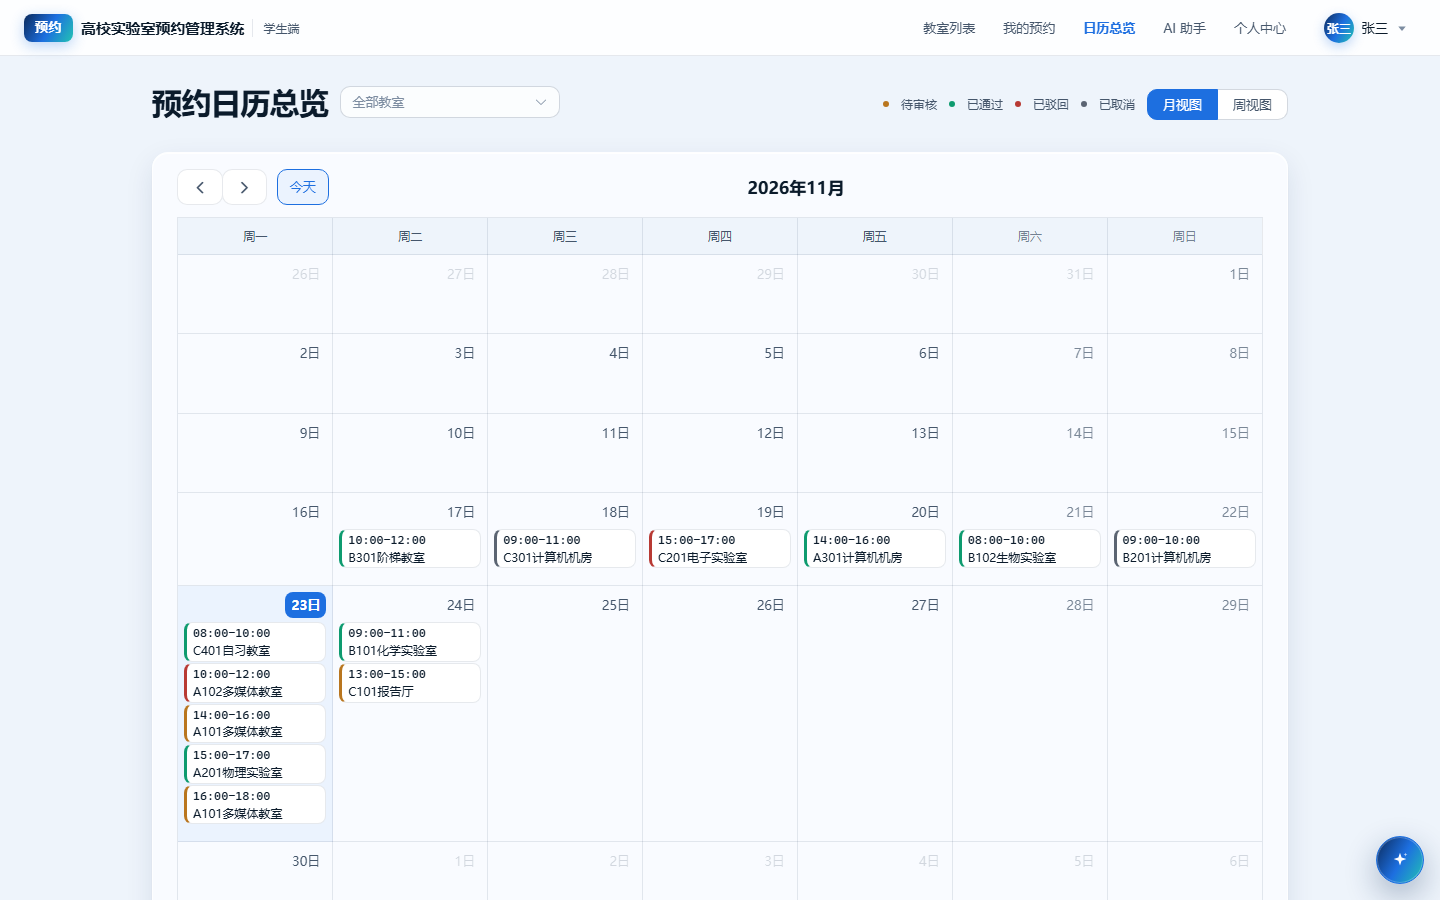 预约 高校实验室预约管理系统 学生端 教室列表 我的预约 日历总览 AI 助手 个人中心 张三 张三
预约日历总览 全部教室 待审核 已通过 已驳回 已取消 月视图 周视图
今天 2026年11月
周一 周二 周三 周四 周五 周六 周日
26日 27日 28日 29日 30日 31日 1日
2日 3日 4日 5日 6日 7日 8日
9日 10日 11日 12日 13日 14日 15日
16日 17日 18日 19日 20日 21日 22日
10:00-12:00 09:00-11:00 15:00-17:00 14:00-16:00 08:00-10:00 09:00-10:00
B301阶梯教室 C301计算机机房 C201电子实验室 A301计算机机房 B102生物实验室 B201计算机机房
23日 24日 25日 26日 27日 28日 29日
08:00-10:00 09:00-11:00
C401自习教室 B101化学实验室
10:00-12:00 13:00-15:00
A102多媒体教室 C101报告厅
14:00-16:00
A101多媒体教室
15:00-17:00
A201物理实验室
16:00-18:00
A101多媒体教室
30日 1日 2日 3日 4日 5日 6日